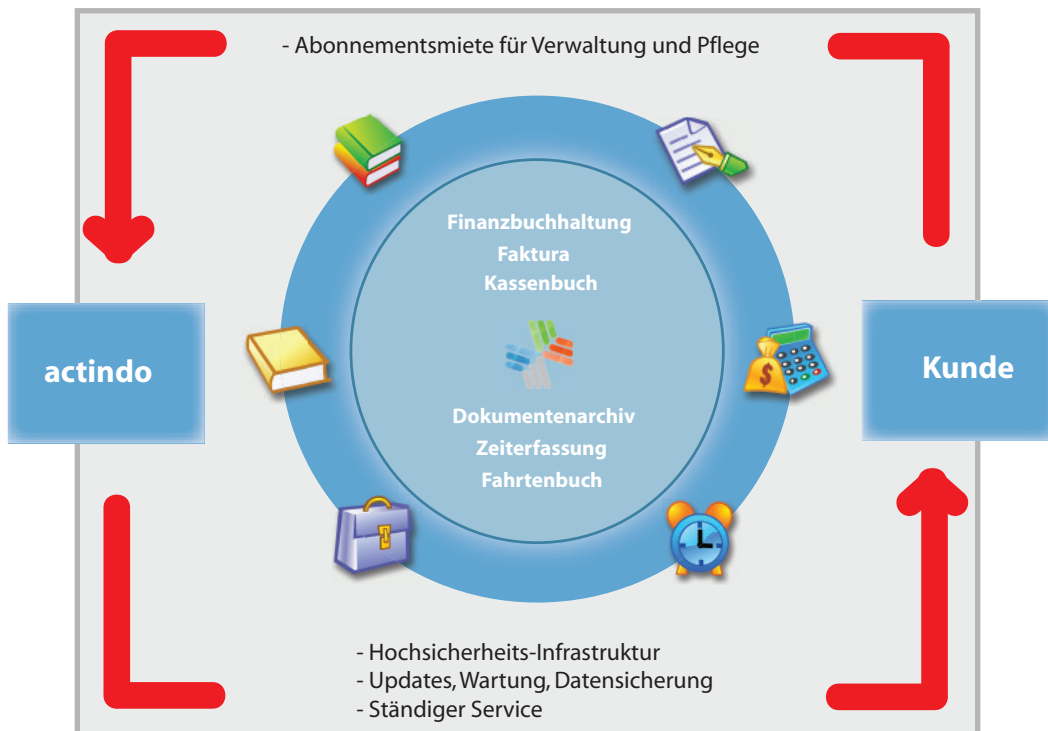 - Abonnementsmiete für Verwaltung und Pflege
Finanzbuchhaltung
Faktura
Kassenbuch
actindo
Kunde
Dokumentenarchiv
Zeiterfassung
Fahrtenbuch
- Hochsicherheits-Infrastruktur
- Updates, Wartung, Datensicherung
- Ständiger Service